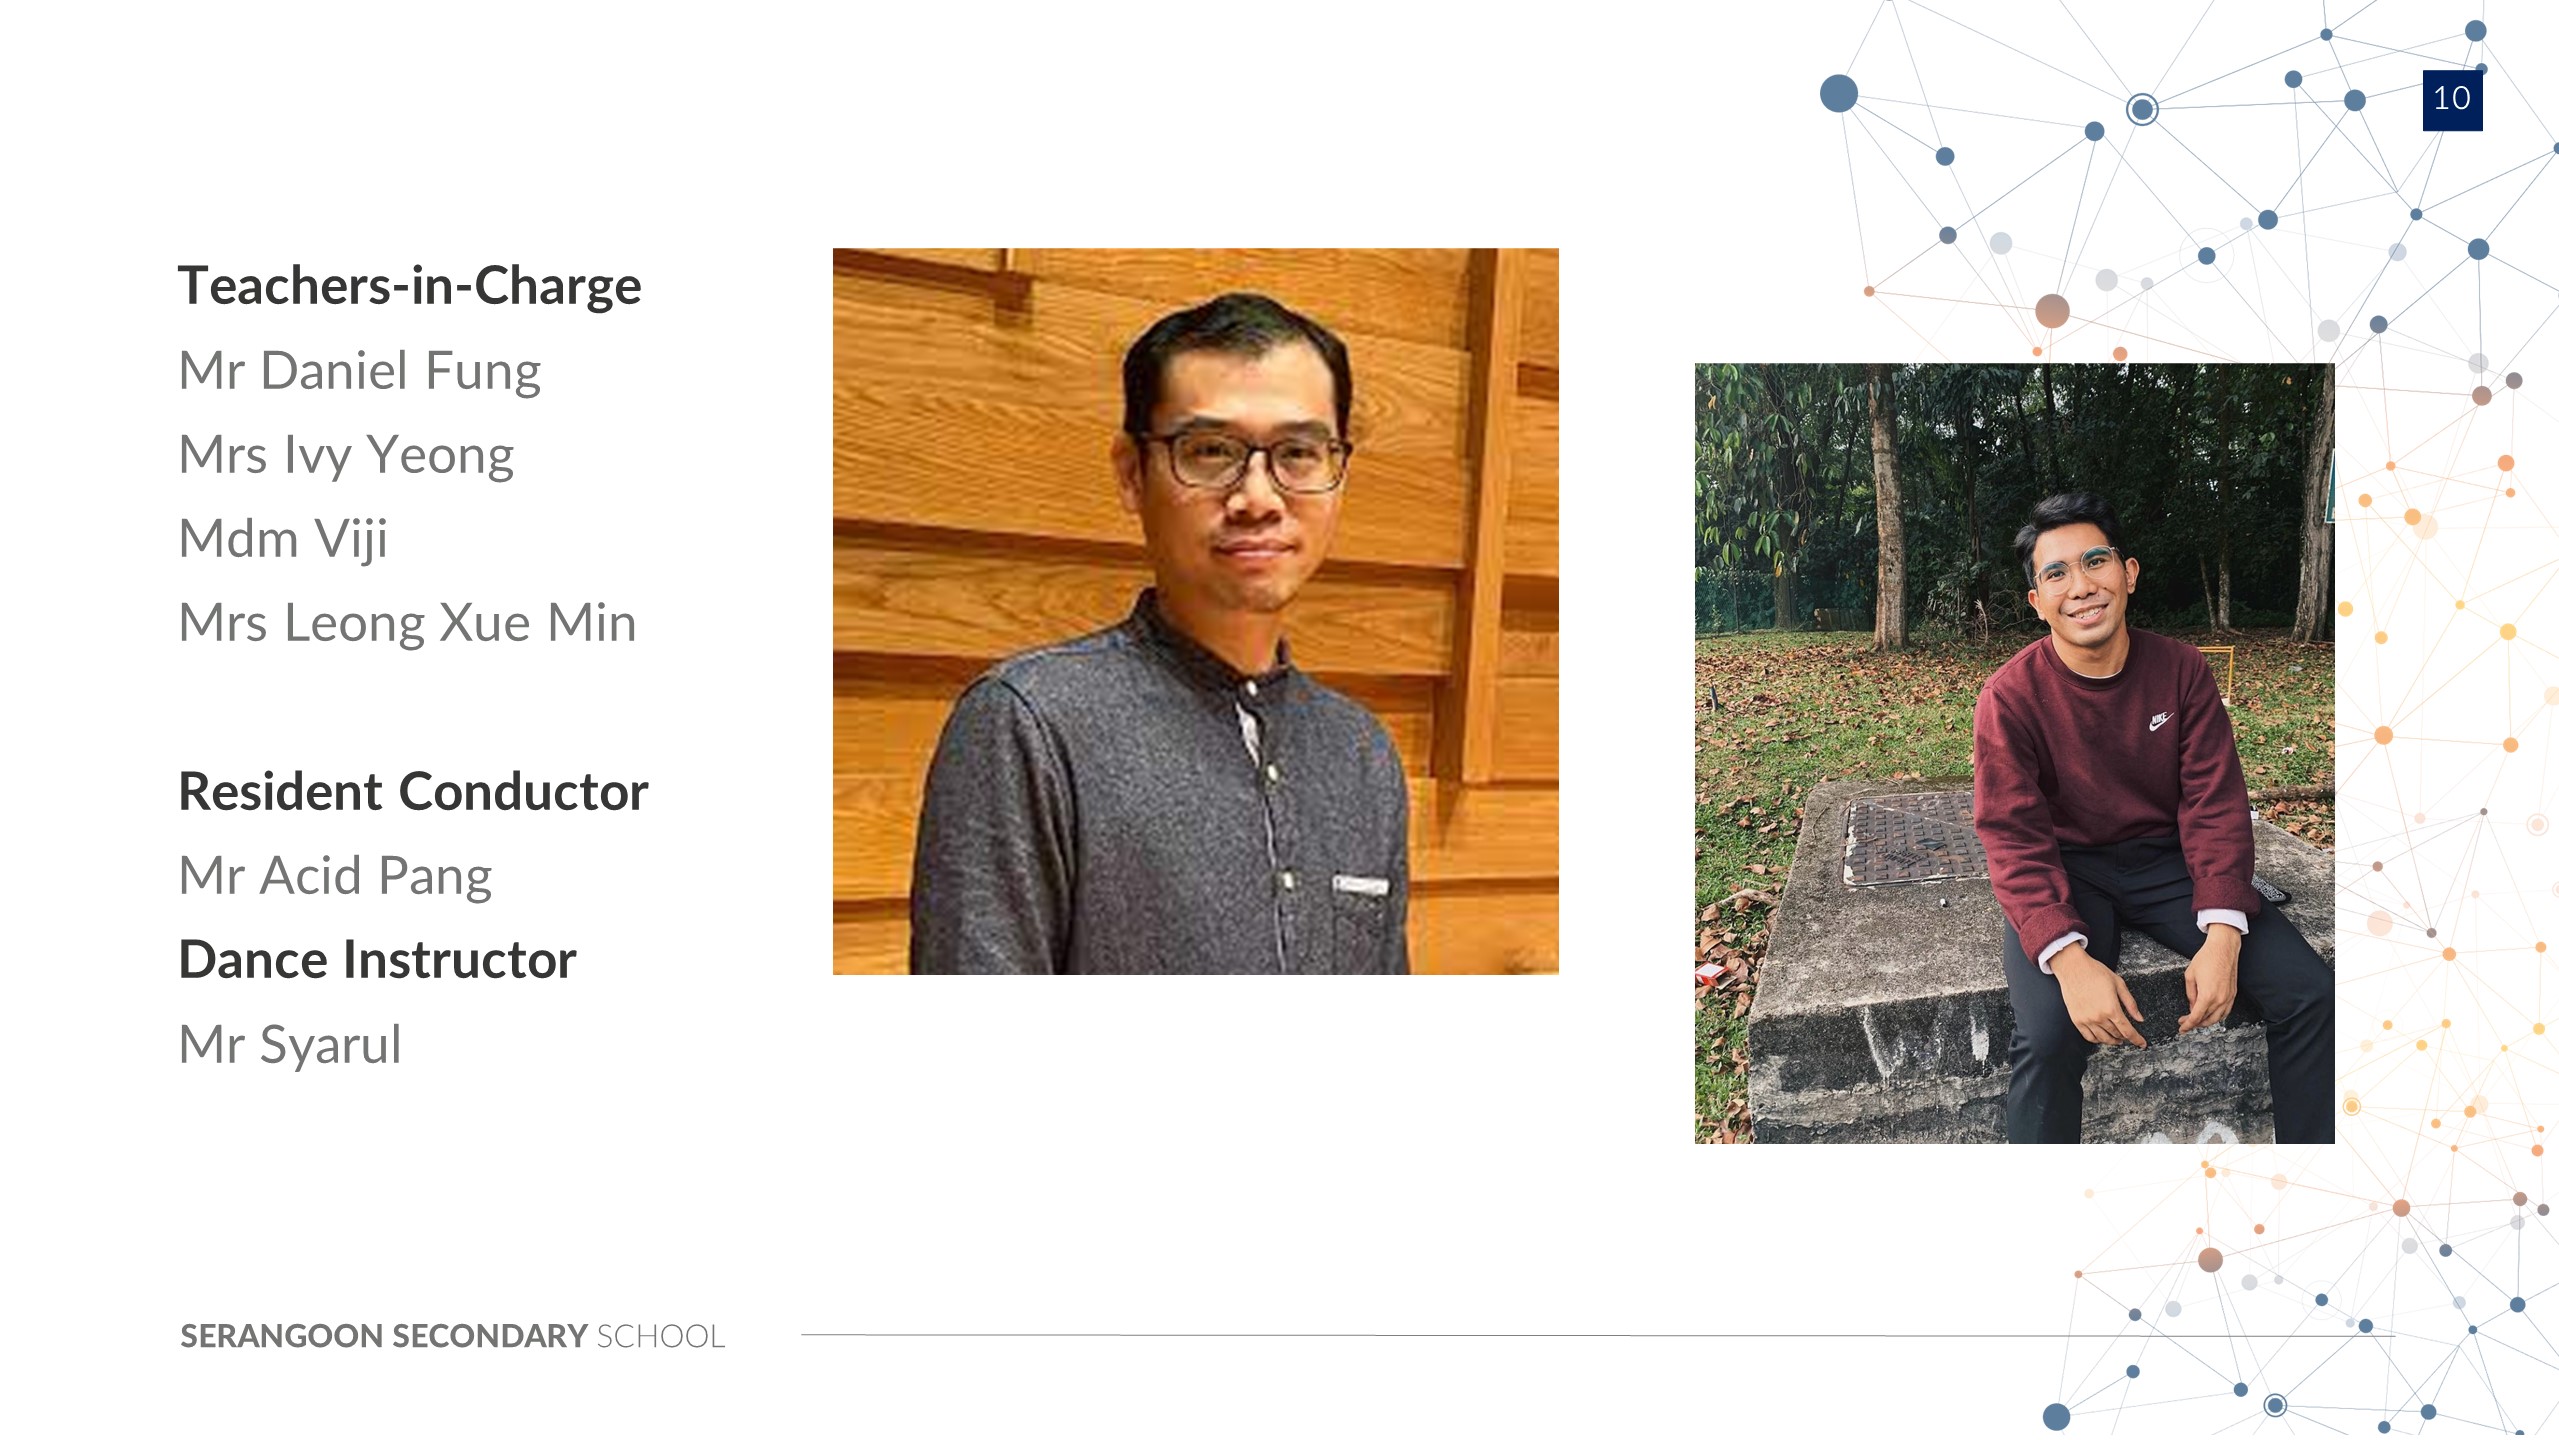 10
Teachers-in-Charge
Mr Daniel Fung
Mrs Ivy Yeong
Mdm Viji
Mrs Leong Xue Min
Resident Conductor
Mr Acid Pang
Dance Instructor
Mr Syarul
NIKE
SERANGOON SECONDARY SCHOOL